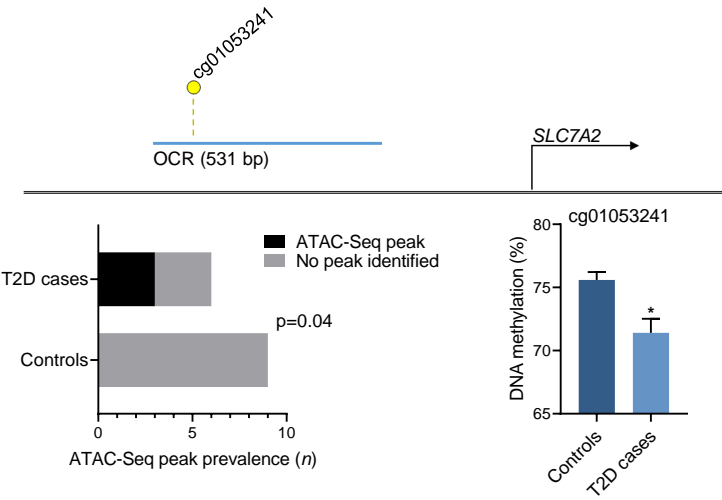 cg01053241
OCR (531 bp)
SLC7A2
ATAC-Seq peak
No peak identified
T2D cases
p=0.04
Controls
0 5 10
ATAC-Seq peak prevalence (n)
cg01053241
80
75
70
65
DNA methylation (%)
*
Controls
T2D cases